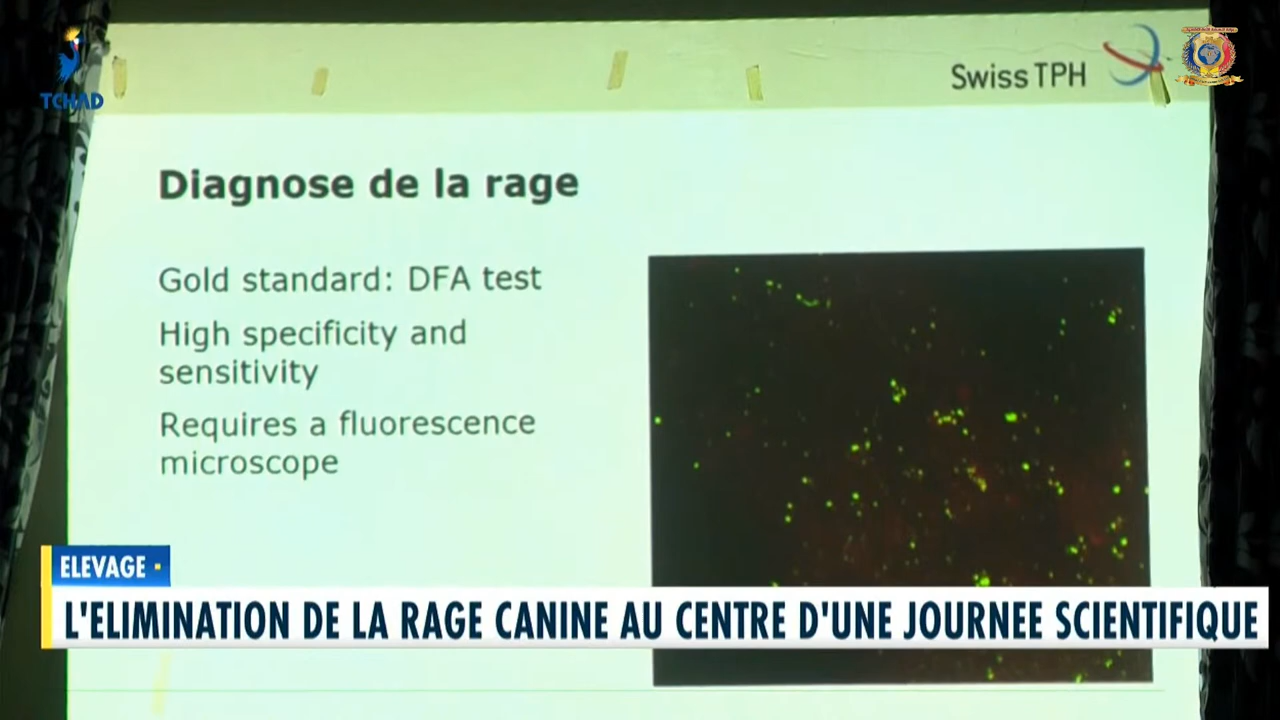 TCHAD
Swiss TPH
Diagnose de la rage
Gold standard: DFA test
High specificity and
sensitivity
Requires a fluorescence
microscope
ELEVAGE
L'ELIMINATION DE LA RAGE CANINE AU CENTRE D'UNE JOURNEE SCIENTIFIQUE